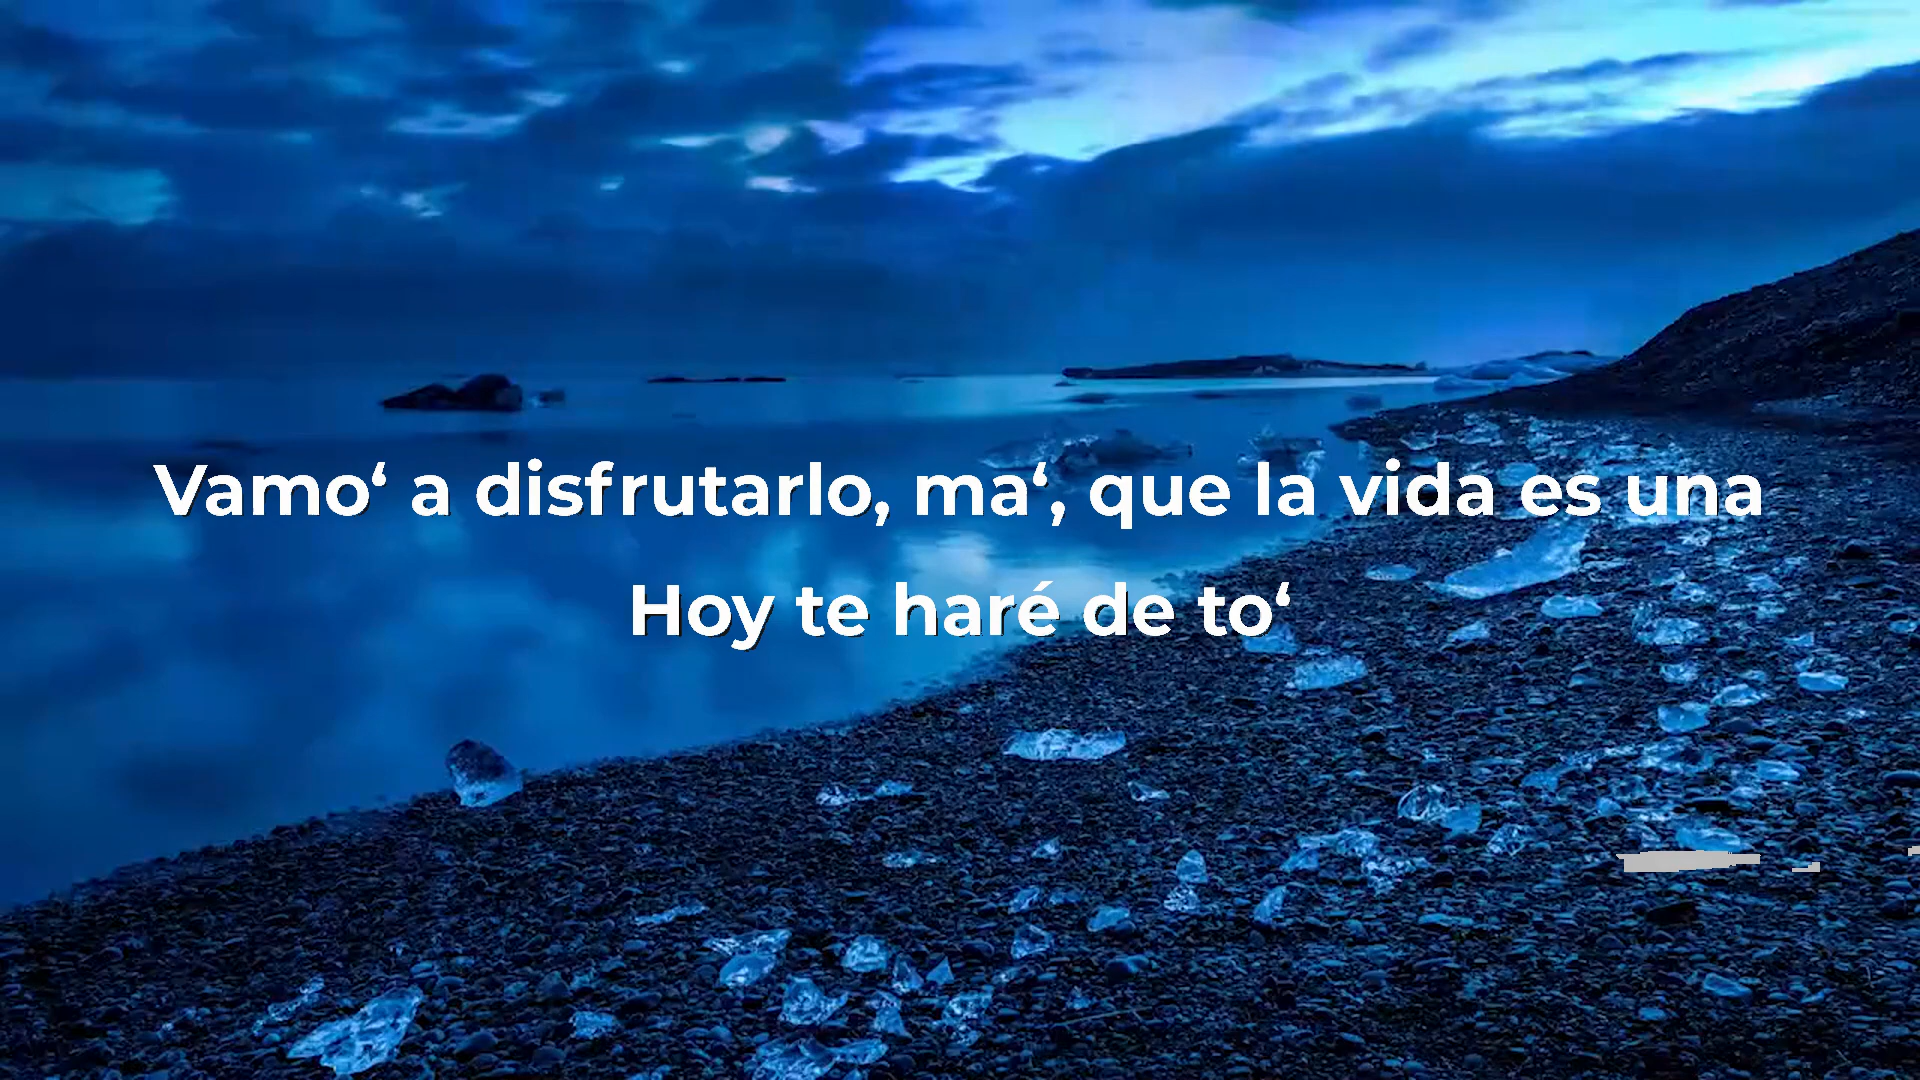 Vamo‘ a disfrutarlo, ma‘, que la vida es una
Hoy te haré de to‘